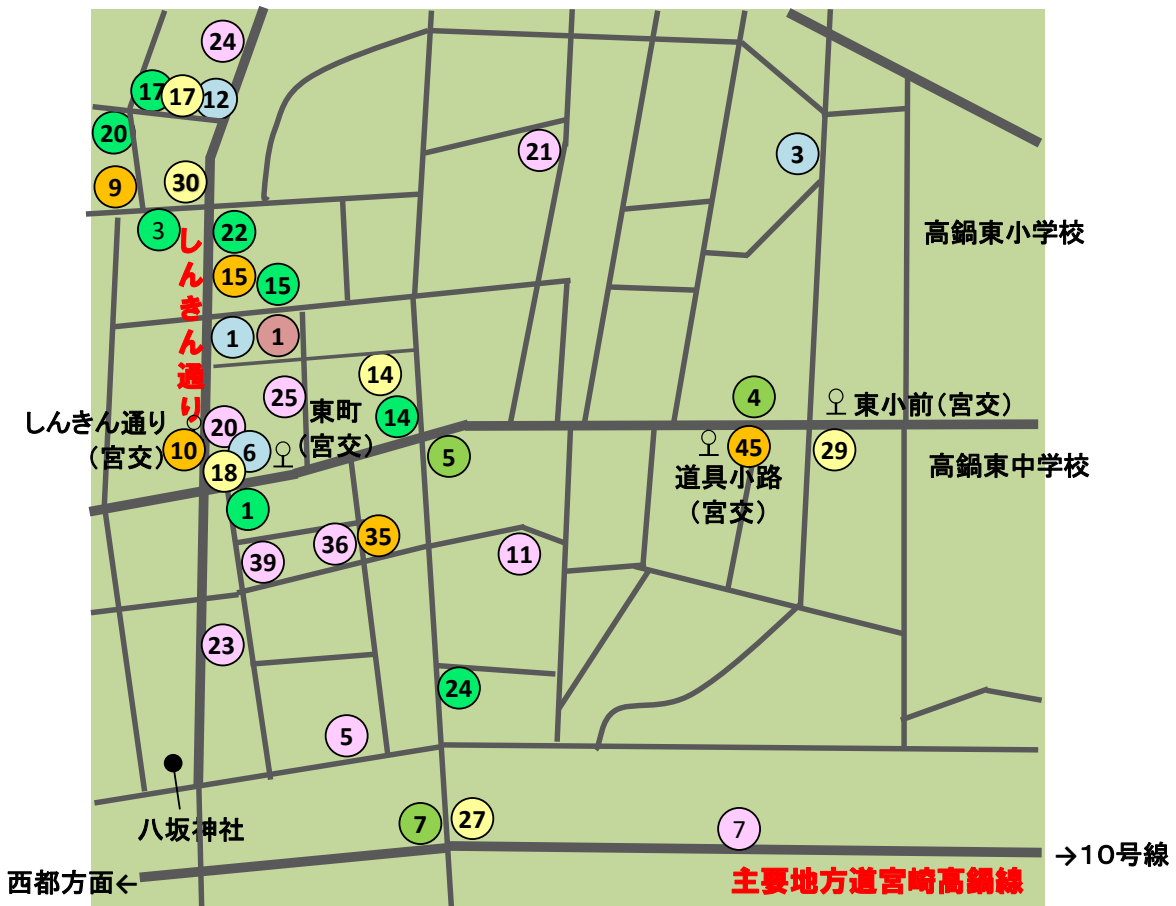 24
17
17
12
20
21
3
9
30
3
22
高鍋東小学校
15
15
しんきん通り
1
1
14
25
4
東小前(宮交)
東町
(宮交)
14
しんきん通り
(宮交)
20
10
6
18
5
45
29
道具小路
(宮交)
高鍋東中学校
1
35
36
39
11
23
24
5
八坂神社
7
27
7
→10号線
西都方面←
主要地方道宮崎高鍋線